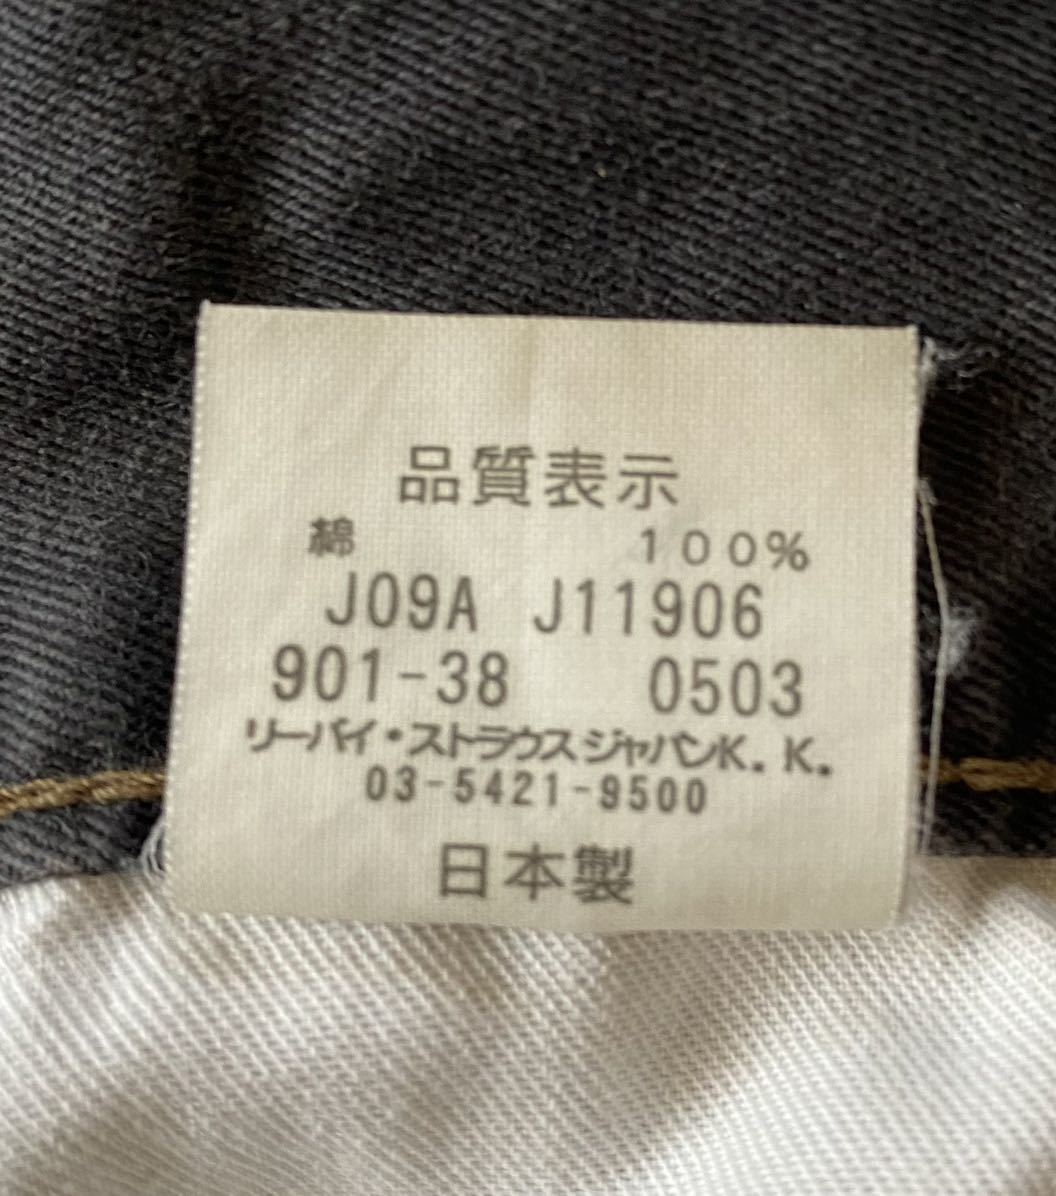 品質表示
綿 100%
J09A J11906
901-38 0503
リーバイ・ストラウスジャパンK.K.
03-5421-9500
日本製